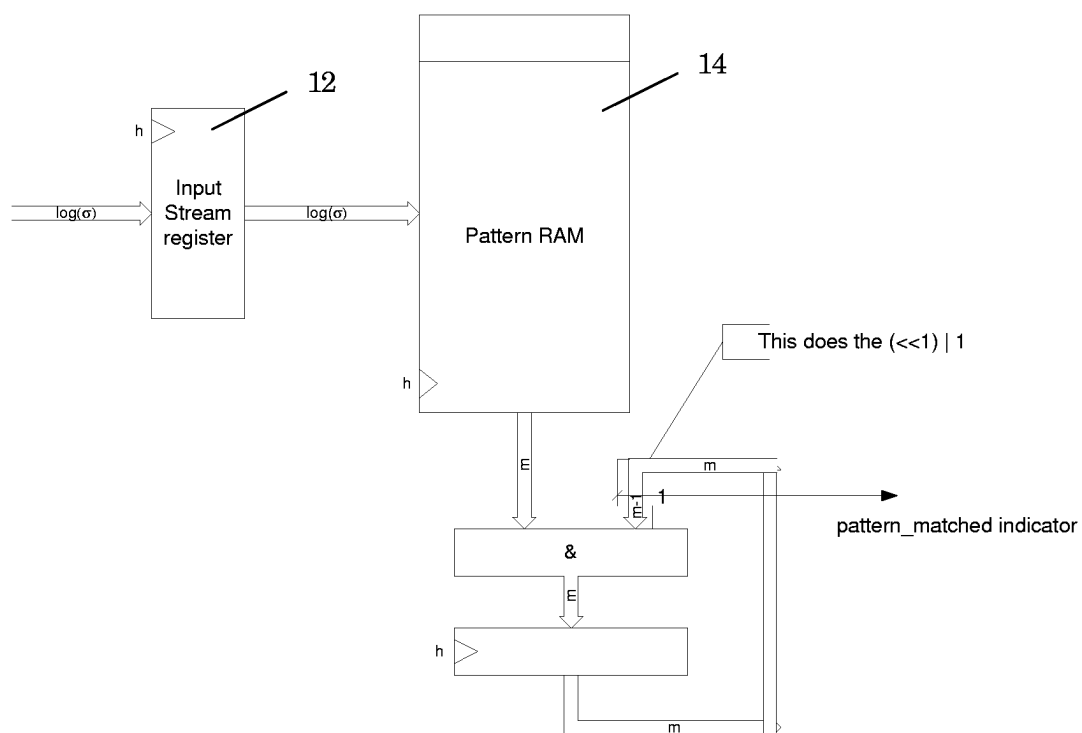 12
14
h
Input
Stream
register
log(σ)
log(σ)
Pattern RAM
h
This does the (<<1) | 1
m
m
m-1
1
pattern_matched indicator
&
m
h
m